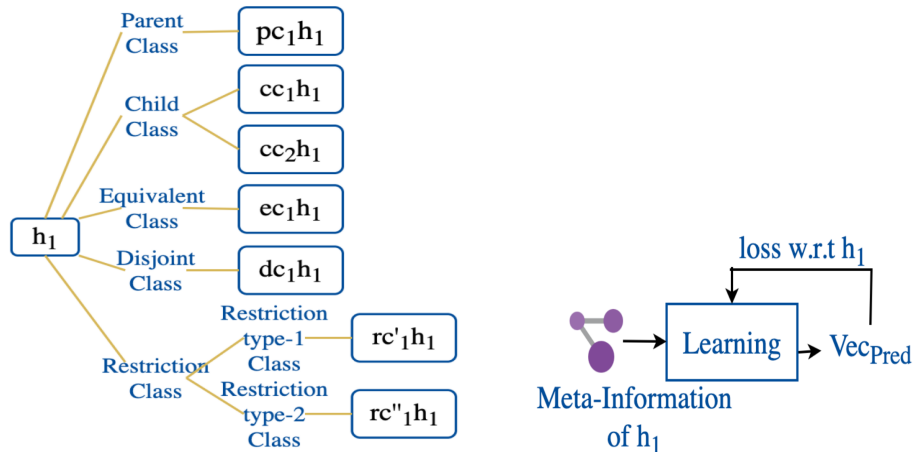 Parent
Class
pc₁h₁
Child
Class
cc₁h₁
cc₂h₁
Equivalent
Class
ec₁h₁
h₁
Disjoint
Class
dc₁h₁
Restriction
Class
Restriction
type-1
Class
rc'₁h₁
Restriction
type-2
Class
rc"₁h₁
loss w.r.t h₁
Learning
Vec_Pred
Meta-Information
of h₁